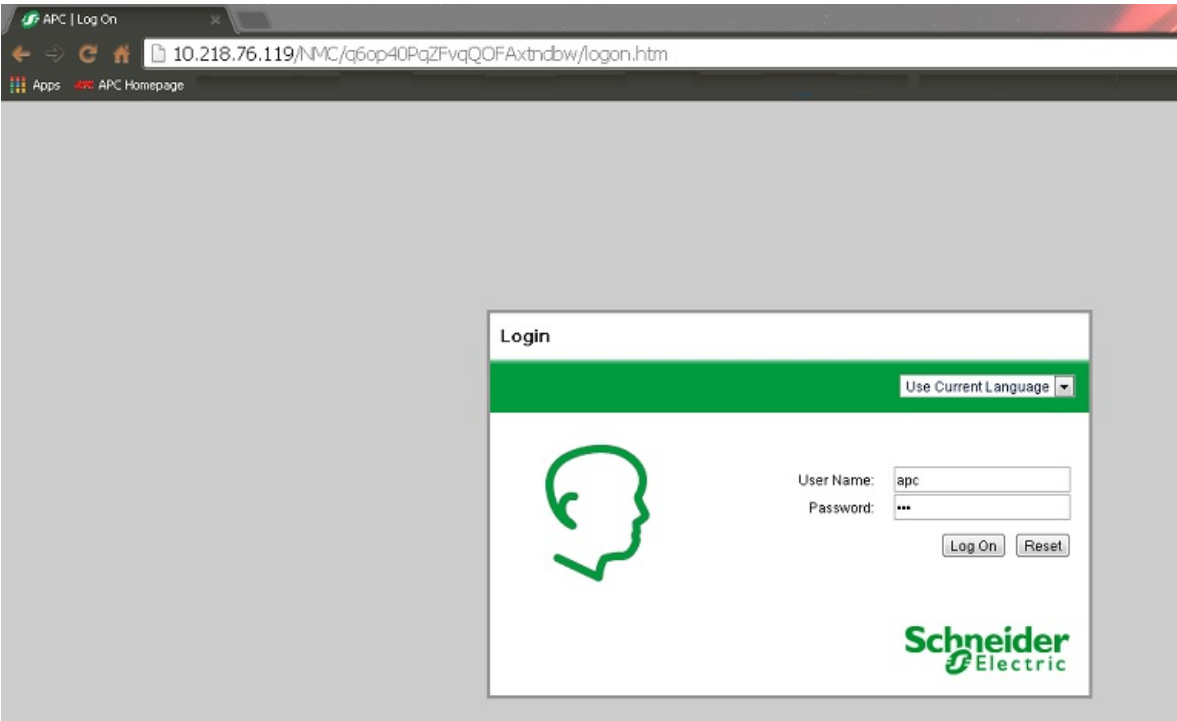 APC | Log On
10.218.76.119/NMC/q6op40PqZFvqQOFAxtndbw/logon.htm
Apps APC APC Homepage
Login
Use Current Language
User Name: apc
Password: •••
Log On Reset
Schneider
Electric